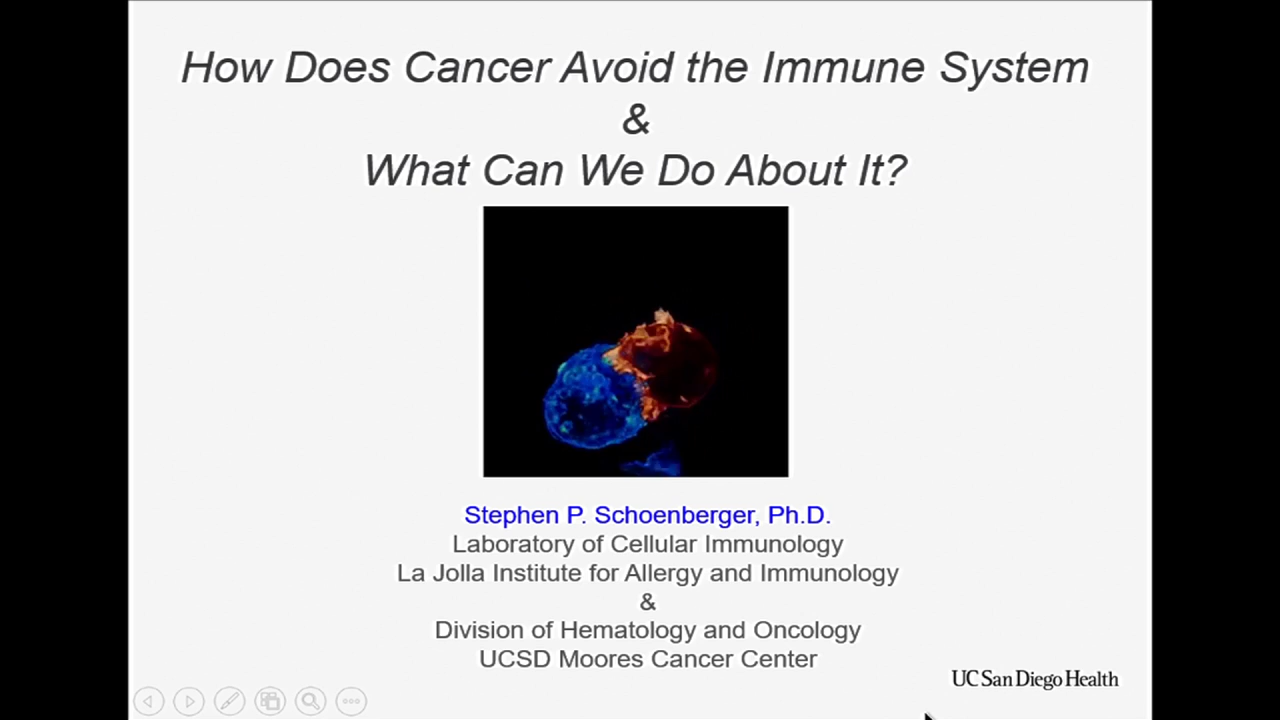 How Does Cancer Avoid the Immune System
&
What Can We Do About It?
Stephen P. Schoenberger, Ph.D.
Laboratory of Cellular Immunology
La Jolla Institute for Allergy and Immunology
&
Division of Hematology and Oncology
UCSD Moores Cancer Center
UC San Diego Health